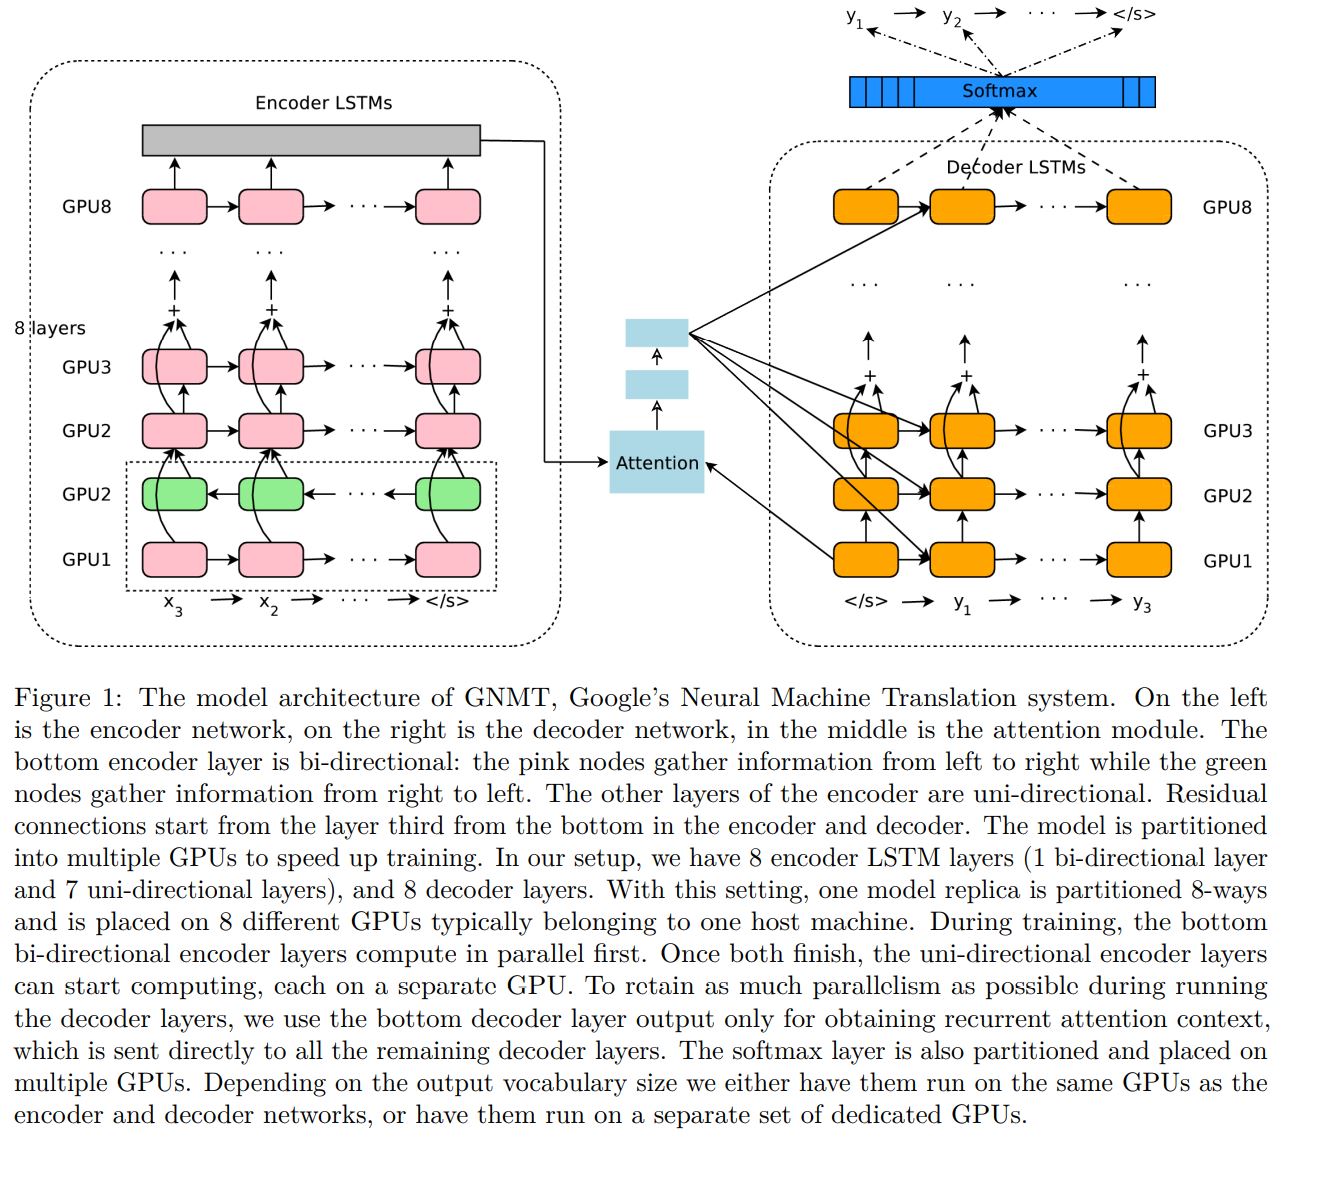 y1 y2 · · · </s>
Softmax
Encoder LSTMs
GPU8 · · ·
· · · · · · · · ·
+ + +
8 layers
GPU3 · · ·
GPU2 · · ·
GPU2 · · ·
GPU1 · · ·
x3 x2 · · · </s>
Attention
Decoder LSTMs
· · · GPU8
· · · · · · · · ·
+ + +
· · · GPU3
· · · GPU2
· · · GPU1
</s> y1 · · · y3
Figure 1: The model architecture of GNMT, Google's Neural Machine Translation system. On the left
is the encoder network, on the right is the decoder network, in the middle is the attention module. The
bottom encoder layer is bi-directional: the pink nodes gather information from left to right while the green
nodes gather information from right to left. The other layers of the encoder are uni-directional. Residual
connections start from the layer third from the bottom in the encoder and decoder. The model is partitioned
into multiple GPUs to speed up training. In our setup, we have 8 encoder LSTM layers (1 bi-directional layer
and 7 uni-directional layers), and 8 decoder layers. With this setting, one model replica is partitioned 8-ways
and is placed on 8 different GPUs typically belonging to one host machine. During training, the bottom
bi-directional encoder layers compute in parallel first. Once both finish, the uni-directional encoder layers
can start computing, each on a separate GPU. To retain as much parallelism as possible during running
the decoder layers, we use the bottom decoder layer output only for obtaining recurrent attention context,
which is sent directly to all the remaining decoder layers. The softmax layer is also partitioned and placed on
multiple GPUs. Depending on the output vocabulary size we either have them run on the same GPUs as the
encoder and decoder networks, or have them run on a separate set of dedicated GPUs.